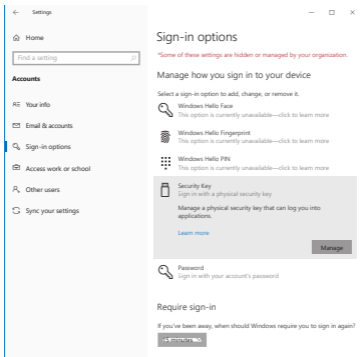 Settings
Home
Find a setting
Accounts
Your info
Email & accounts
Sign-in options
Access work or school
Other users
Sync your settings
Sign-in options
*Some of these settings are hidden or managed by your organization.
Manage how you sign in to your device
Select a sign-in option to add, change, or remove it.
Windows Hello Face
This option is currently unavailable—click to learn more
Windows Hello Fingerprint
This option is currently unavailable—click to learn more
Windows Hello PIN
This option is currently unavailable—click to learn more
Security Key
Sign in with a physical security key
Manage a physical security key that can log you into
applications.
Learn more
Manage
Password
Sign in with your account's password
Require sign-in
If you've been away, when should Windows require you to sign in again?
minutes